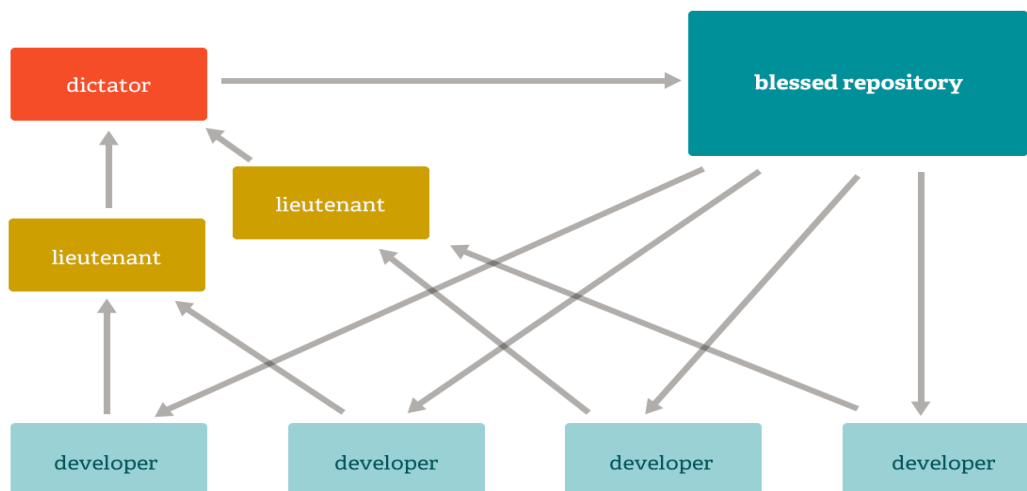 dictator
blessed repository
lieutenant
lieutenant
developer
developer
developer
developer